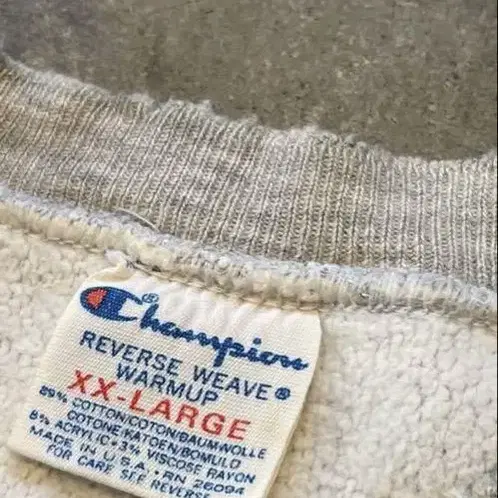 Champion®
REVERSE WEAVE®
WARMUP
XX-LARGE
89% COTTON/COTON/BAUMWOLLE
COTONE/KATOEN/BOMULD
8% ACRYLIC•3% VISCOSE RAYON
MADE IN U.S.A.•RN 26094
FOR CARE SEE REVERSE